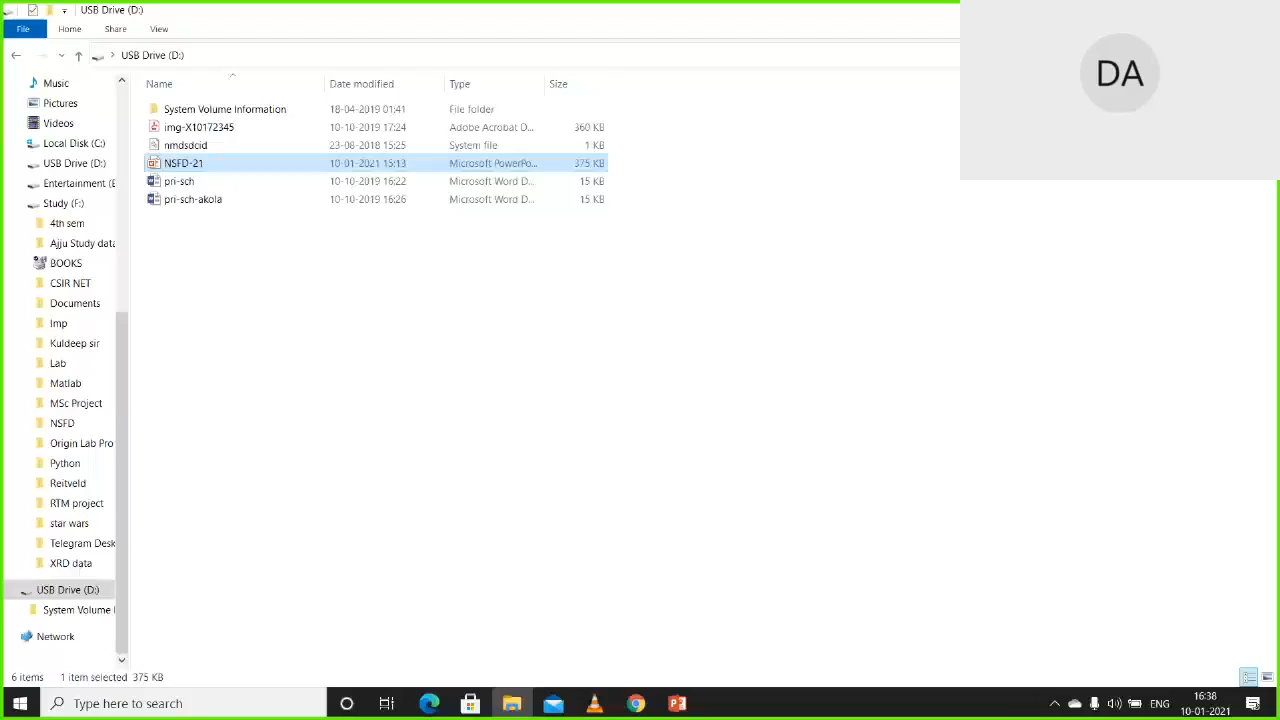 USB Drive (D:)
File Home Share View
USB Drive (D:)
DA
Name Date modified Type Size
System Volume Information 18-04-2019 01:41 File folder
img-X10172345 10-10-2019 17:24 Adobe Acrobat D... 360 KB
nmdsdcid 23-08-2018 15:25 System file 1 KB
NSFD-21 10-01-2021 15:13 Microsoft PowerPo... 375 KB
pri-sch 10-10-2019 16:22 Microsoft Word D... 15 KB
pri-sch-akola 10-10-2019 16:26 Microsoft Word D... 15 KB
Music
Pictures
Videos
Local Disk (C:)
USB Drive (D:)
Entertainment (E
Study (F:)
4th sem
Ajju Study data
BOOKS
CSIR NET
Documents
Imp
Kuldeep sir
Lab
Matlab
MSc Project
NSFD
Origin Lab Pro
Python
Reitveld
RTM project
star wars
Telegram Desk
XRD data
USB Drive (D:)
System Volume I
Network
6 items 1 item selected 375 KB
Type here to search
ENG
16:38
10-01-2021